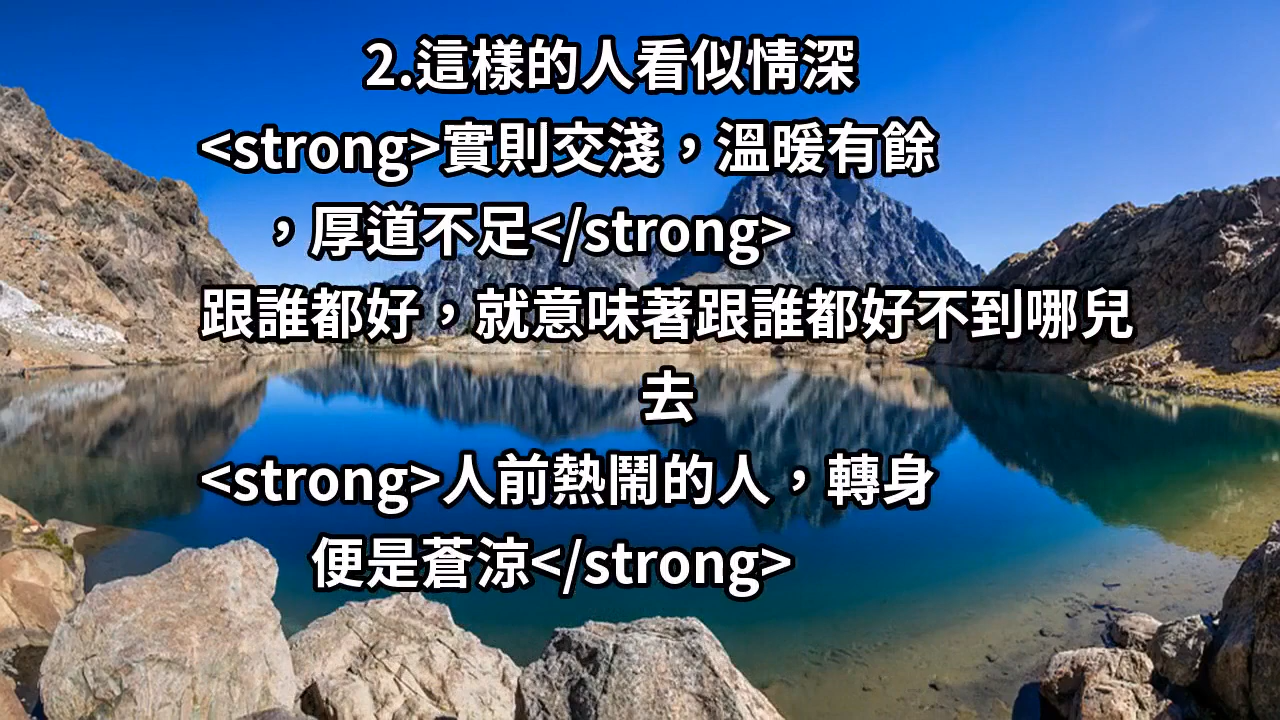 2.這樣的人看似情深
<strong>實則交淺，溫暖有餘
，厚道不足</strong>
跟誰都好，就意味著跟誰都好不到哪兒
去
<strong>人前熱鬧的人，轉身
便是蒼涼</strong>